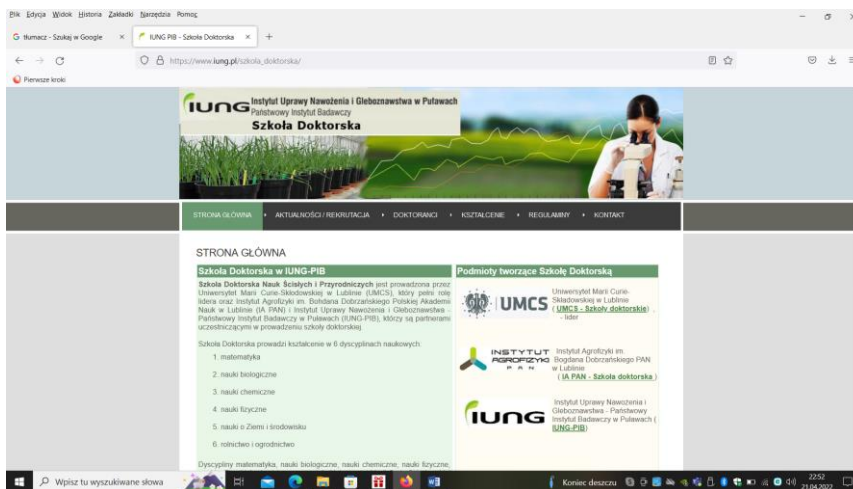 Plik Edycja Widok Historia Zakładki Narzędzia Pomoc
tłumacz - Szukaj w Google
IUNG PIB - Szkoła Doktorska
https://www.iung.pl/szkola_doktorska/
Pierwsze kroki
IUNG
Instytut Uprawy Nawożenia i Gleboznawstwa w Puławach
Państwowy Instytut Badawczy
Szkoła Doktorska
STRONA GŁÓWNA
AKTUALNOŚCI / REKRUTACJA
DOKTORANCI
KSZTAŁCENIE
REGULAMINY
KONTAKT
STRONA GŁÓWNA
Szkoła Doktorska w IUNG-PIB
Szkoła Doktorska Nauk Ścisłych i Przyrodniczych jest prowadzona przez
Uniwersytet Marii Curie-Skłodowskiej w Lublinie (UMCS), który pełni rolę
lidera oraz Instytut Agrofizyki im. Bohdana Dobrzańskiego Polskiej Akademii
Nauk w Lublinie (IA PAN) i Instytut Uprawy Nawożenia i Gleboznawstwa -
Państwowy Instytut Badawczy w Puławach (IUNG-PIB), którzy są partnerami
uczestniczącymi w prowadzeniu szkoły doktorskiej.
Szkoła Doktorska prowadzi kształcenie w 6 dyscyplinach naukowych:
1. matematyka
2. nauki biologiczne
3. nauki chemiczne
4. nauki fizyczne
5. nauki o Ziemi i środowisku
6. rolnictwo i ogrodnictwo
Dyscypliny matematyka, nauki biologiczne, nauki chemiczne, nauki fizyczne,
Podmioty tworzące Szkołę Doktorską
UMCS
Uniwersytet Marii Curie-
Skłodowskiej w Lublinie
( UMCS - Szkoły doktorskie) ,
- lider
INSTYTUT
AGROFIZYKI
PAN
Instytut Agrofizyki im.
Bogdana Dobrzańskiego PAN
w Lublinie
( IA PAN - Szkoła doktorska )
IUNG
Instytut Uprawy Nawożenia i
Gleboznawstwa - Państwowy
Instytut Badawczy w Puławach (
IUNG-PIB)
Wpisz tu wyszukiwane słowa
Koniec deszczu
22:52
21.04.2022